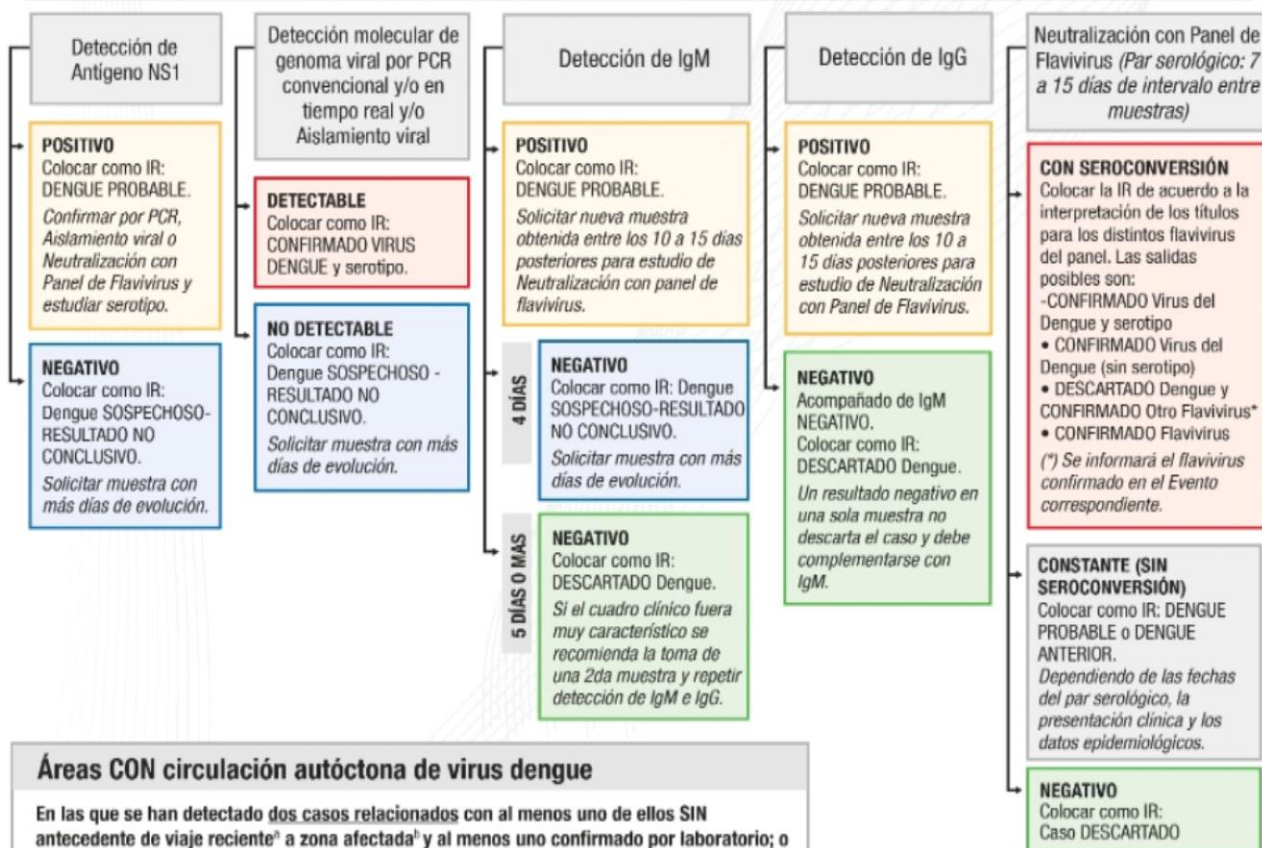 Detección de
Antígeno NS1
POSITIVO
Colocar como IR:
DENGUE PROBABLE.
Confirmar por PCR,
Aislamiento viral o
Neutralización con
Panel de Flavivirus y
estudiar serotipo.
NEGATIVO
Colocar como IR:
Dengue SOSPECHOSO-
RESULTADO NO
CONCLUSIVO.
Solicitar muestra con
más días de evolución.
Detección molecular de
genoma viral por PCR
convencional y/o en
tiempo real y/o
Aislamiento viral
DETECTABLE
Colocar como IR:
CONFIRMADO VIRUS
DENGUE y serotipo.
NO DETECTABLE
Colocar como IR:
Dengue SOSPECHOSO -
RESULTADO NO
CONCLUSIVO.
Solicitar muestra con más
días de evolución.
Detección de IgM
POSITIVO
Colocar como IR:
DENGUE PROBABLE.
Solicitar nueva muestra
obtenida entre los 10 a 15 días
posteriores para estudio de
Neutralización con panel de
flavivirus.
4 DÍAS
NEGATIVO
Colocar como IR: Dengue
SOSPECHOSO-RESULTADO
NO CONCLUSIVO.
Solicitar muestra con más
días de evolución.
5 DÍAS O MAS
NEGATIVO
Colocar como IR:
DESCARTADO Dengue.
Si el cuadro clínico fuera
muy característico se
recomienda la toma de
una 2da muestra y repetir
detección de IgM e IgG.
Detección de IgG
POSITIVO
Colocar como IR:
DENGUE PROBABLE.
Solicitar nueva muestra
obtenida entre los 10 a
15 días posteriores para
estudio de Neutralización
con Panel de Flavivirus.
NEGATIVO
Acompañado de IgM
NEGATIVO.
Colocar como IR:
DESCARTADO Dengue.
Un resultado negativo en
una sola muestra no
descarta el caso y debe
complementarse con
IgM.
Neutralización con Panel de
Flavivirus (Par serológico: 7
a 15 días de intervalo entre
muestras)
CON SEROCONVERSIÓN
Colocar la IR de acuerdo a la
interpretación de los títulos
para los distintos flavivirus
del panel. Las salidas
posibles son:
-CONFIRMADO Virus del
Dengue y serotipo
• CONFIRMADO Virus del
Dengue (sin serotipo)
• DESCARTADO Dengue y
CONFIRMADO Otro Flavivirus*
• CONFIRMADO Flavivirus
(*) Se informará el flavivirus
confirmado en el Evento
correspondiente.
CONSTANTE (SIN
SEROCONVERSIÓN)
Colocar como IR: DENGUE
PROBABLE o DENGUE
ANTERIOR.
Dependiendo de las fechas
del par serológico, la
presentación clínica y los
datos epidemiológicos.
NEGATIVO
Colocar como IR:
Caso DESCARTADO
Áreas CON circulación autóctona de virus dengue
En las que se han detectado dos casos relacionados con al menos uno de ellos SIN
antecedente de viaje recienteᵃ a zona afectadaᵇ y al menos uno confirmado por laboratorio; o